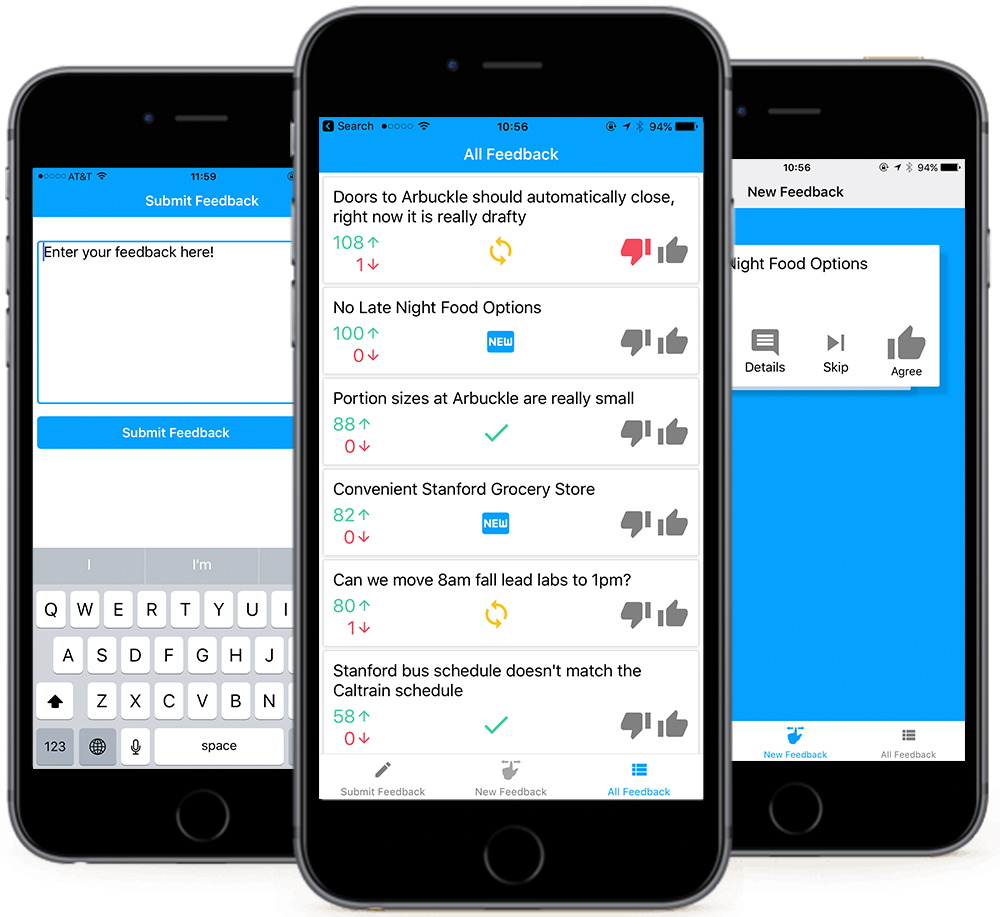 AT&T 11:59
Submit Feedback
Enter your feedback here!
Submit Feedback
I I'm
Q W E R T Y U I
A S D F G H J
Z X C V B N
123 space
Search 10:56 94%
All Feedback
Doors to Arbuckle should automatically close,
right now it is really drafty
108
1
No Late Night Food Options
100
NEW
0
Portion sizes at Arbuckle are really small
88
0
Convenient Stanford Grocery Store
82
NEW
0
Can we move 8am fall lead labs to 1pm?
80
1
Stanford bus schedule doesn't match the
Caltrain schedule
58
0
Submit Feedback New Feedback All Feedback
10:56 94%
New Feedback
Night Food Options
Details Skip Agree
New Feedback All Feedback